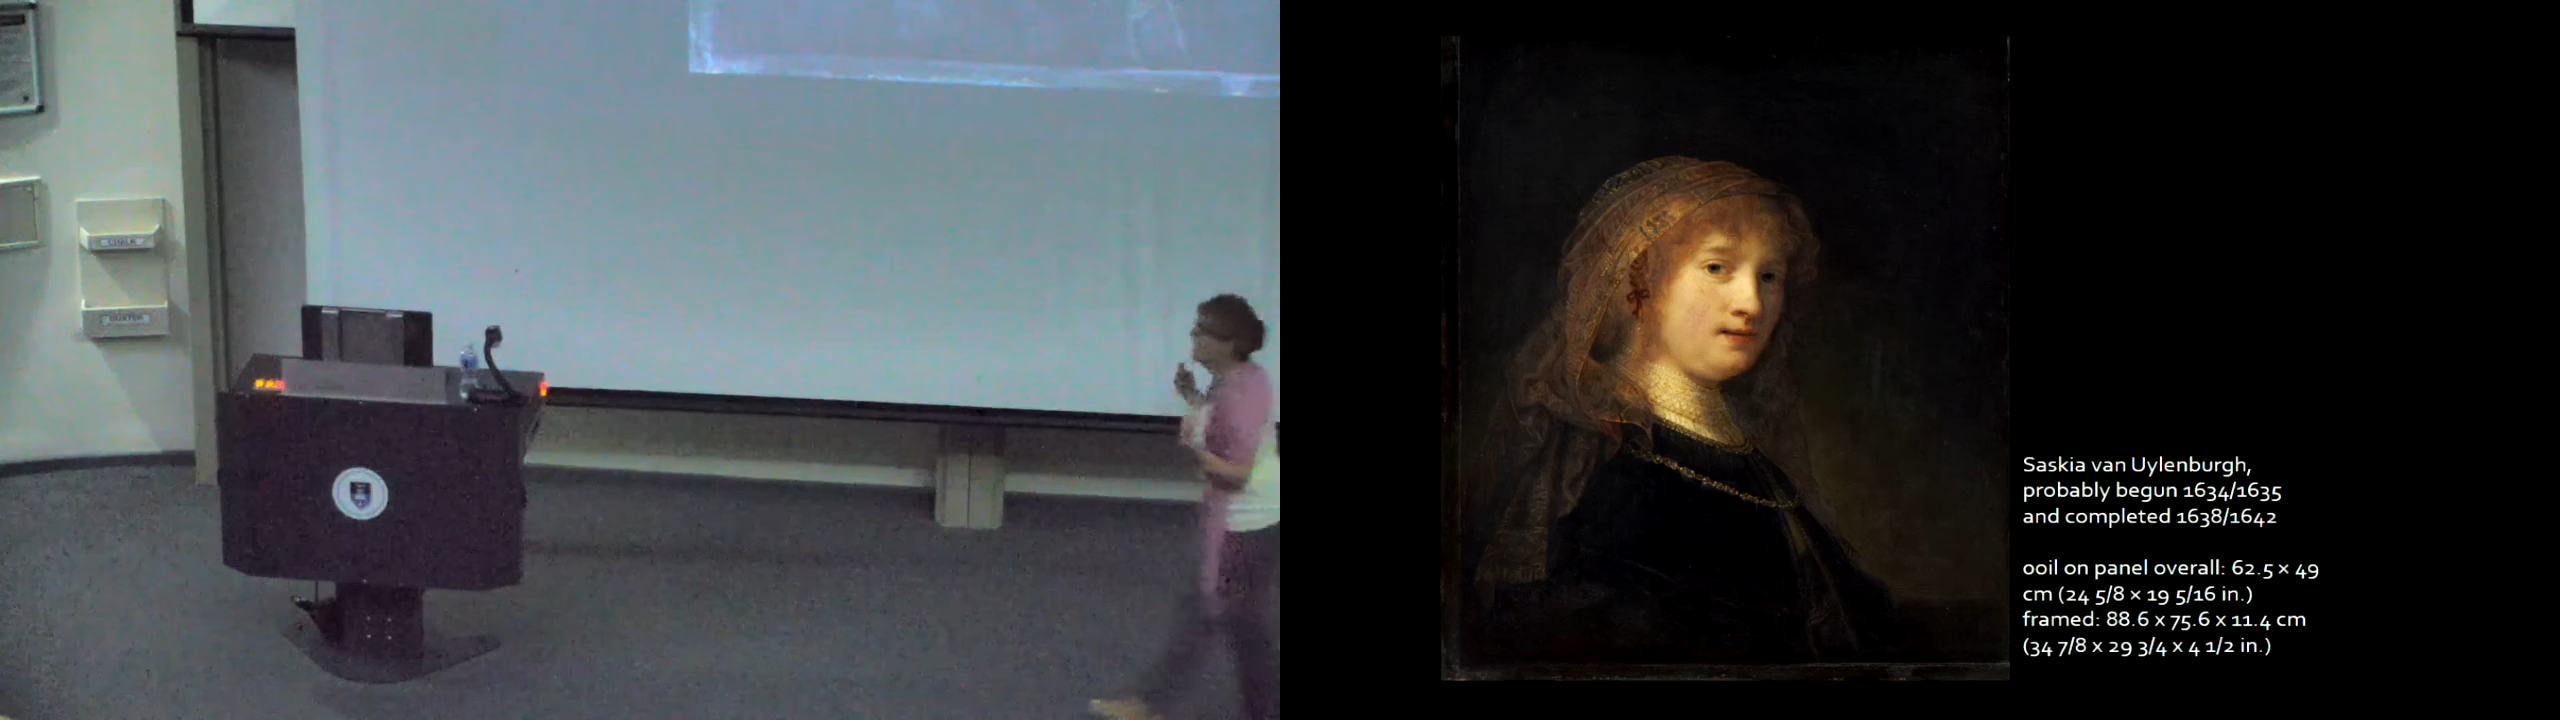 CHALK
DUSTER
Saskia van Uylenburgh,
probably begun 1634/1635
and completed 1638/1642
ooil on panel overall: 62.5 × 49
cm (24 5/8 × 19 5/16 in.)
framed: 88.6 x 75.6 x 11.4 cm
(34 7/8 x 29 3/4 x 4 1/2 in.)